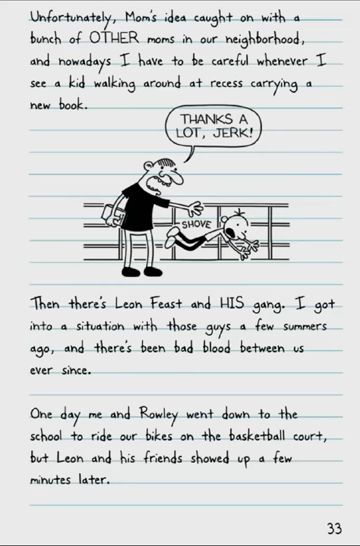 Unfortunately, Mom's idea caught on with a
bunch of OTHER moms in our neighborhood,
and nowadays I have to be careful whenever I
see a kid walking around at recess carrying a
new book.
THANKS A
LOT, JERK!
SHOVE
Then there's Leon Feast and HIS gang. I got
into a situation with those guys a few summers
ago, and there's been bad blood between us
ever since.
One day me and Rowley went down to the
school to ride our bikes on the basketball court,
but Leon and his friends showed up a few
minutes later.
33